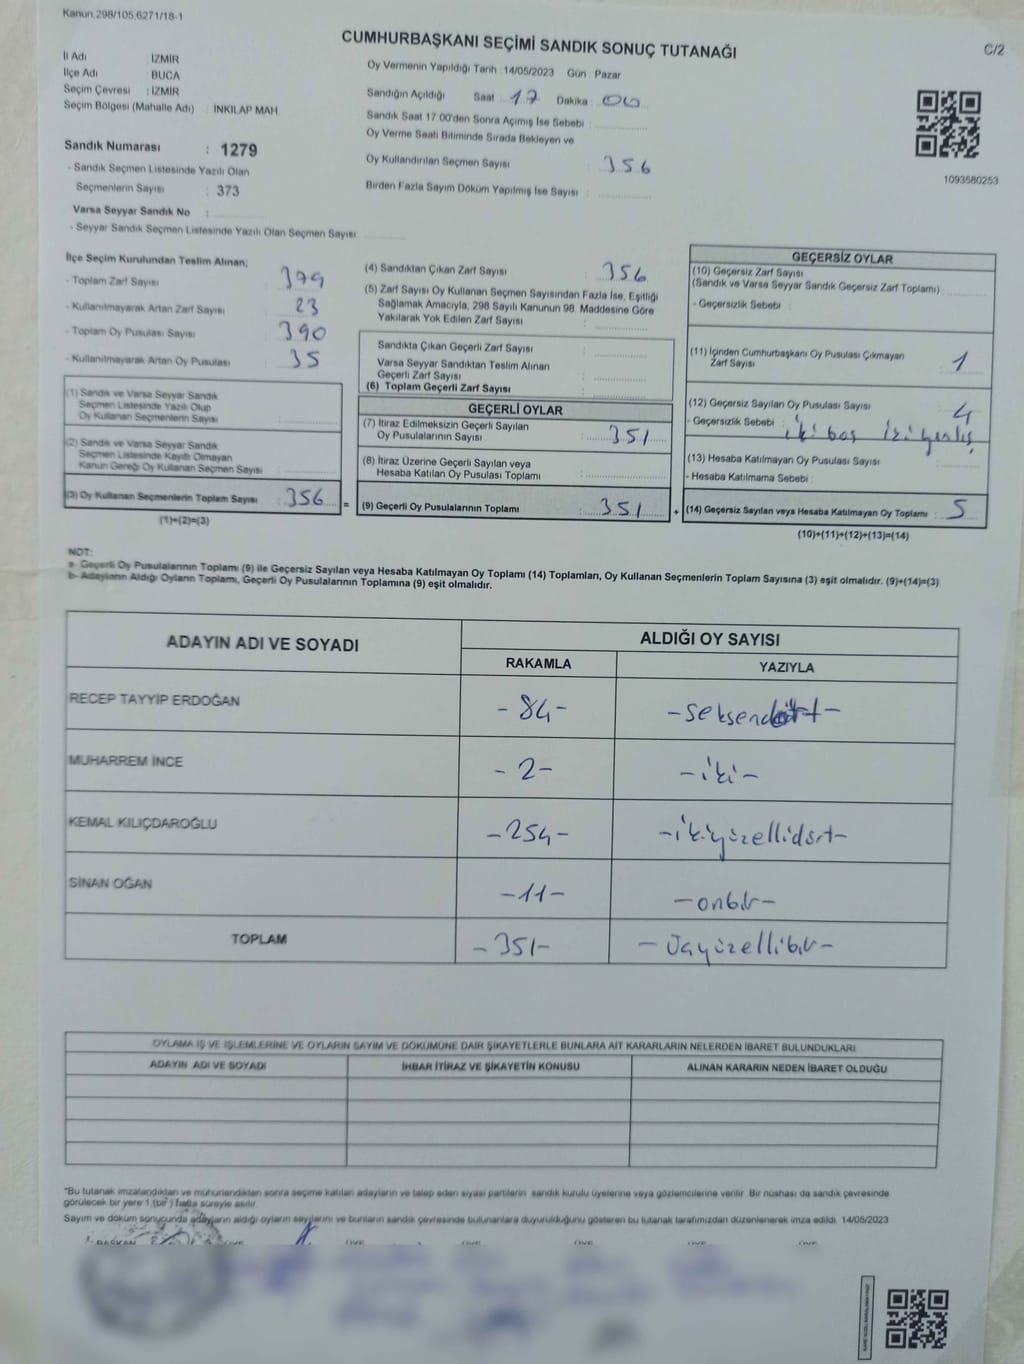 Kanun,298/105,6271/18-1
CUMHURBAŞKANI SEÇİMİ SANDIK SONUÇ TUTANAĞI
C/2
İl Adı : İZMİR
İlçe Adı : BUCA
Seçim Çevresi : İZMİR
Seçim Bölgesi (Mahalle Adı) : İNKILAP MAH.
Oy Vermenin Yapıldığı Tarih :14/05/2023 Gün : Pazar
Sandığın Açıldığı Saat : 17 Dakika : 00
Sandık Saat 17:00'den Sonra Açılmış İse Sebebi :
Oy Verme Saati Bitiminde Sırada Bekleyen ve
Oy Kullandırılan Seçmen Sayısı : 356
Birden Fazla Sayım Döküm Yapılmış İse Sayısı :
1093580253
Sandık Numarası : 1279
- Sandık Seçmen Listesinde Yazılı Olan
Seçmenlerin Sayısı : 373
Varsa Seyyar Sandık No :
- Seyyar Sandık Seçmen Listesinde Yazılı Olan Seçmen Sayısı:
İlçe Seçim Kurulundan Teslim Alınan;
- Toplam Zarf Sayısı : 379
- Kullanılmayarak Artan Zarf Sayısı : 23
- Toplam Oy Pusulası Sayısı : 390
- Kullanılmayarak Artan Oy Pusulası : 35
(1) Sandık ve Varsa Seyyar Sandık
Seçmen Listesinde Yazılı Olup
Oy Kullanan Seçmenlerin Sayısı :
(2) Sandık ve Varsa Seyyar Sandık
Seçmen Listesinde Kayıtlı Olmayan
Kanun Gereği Oy Kullanan Seçmen Sayısı :
(3) Oy Kullanan Seçmenlerin Toplam Sayısı : 356 =
(1)+(2)=(3)
(4) Sandıktan Çıkan Zarf Sayısı : 356
(5) Zarf Sayısı Oy Kullanan Seçmen Sayısından Fazla İse, Eşitliği
Sağlamak Amacıyla, 298 Sayılı Kanunun 98. Maddesine Göre
Yakılarak Yok Edilen Zarf Sayısı :
Sandıkta Çıkan Geçerli Zarf Sayısı :
Varsa Seyyar Sandıktan Teslim Alınan
Geçerli Zarf Sayısı :
(6) Toplam Geçerli Zarf Sayısı :
GEÇERLİ OYLAR
(7) İtiraz Edilmeksizin Geçerli Sayılan
Oy Pusulalarının Sayısı : 351
(8) İtiraz Üzerine Geçerli Sayılan veya
Hesaba Katılan Oy Pusulası Toplamı :
(9) Geçerli Oy Pusulalarının Toplamı : 351 +
GEÇERSİZ OYLAR
(10) Geçersiz Zarf Sayısı
(Sandık ve Varsa Seyyar Sandık Geçersiz Zarf Toplamı) :
- Geçersizlik Sebebi :
(11) İçinden Cumhurbaşkanı Oy Pusulası Çıkmayan
Zarf Sayısı : 1
(12) Geçersiz Sayılan Oy Pusulası Sayısı : 4
- Geçersizlik Sebebi : iki boş
(13) Hesaba Katılmayan Oy Pusulası Sayısı :
- Hesaba Katılmama Sebebi :
(14) Geçersiz Sayılan veya Hesaba Katılmayan Oy Toplamı : 5
(10)+(11)+(12)+(13)=(14)
NOT:
a- Geçerli Oy Pusulalarının Toplamı (9) ile Geçersiz Sayılan veya Hesaba Katılmayan Oy Toplamı (14) Toplamları, Oy Kullanan Seçmenlerin Toplam Sayısına (3) eşit olmalıdır. (9)+(14)=(3)
b- Adayların Aldığı Oyların Toplamı, Geçerli Oy Pusulalarının Toplamına (9) eşit olmalıdır.
ADAYIN ADI VE SOYADI
ALDIĞI OY SAYISI
RAKAMLA YAZIYLA
RECEP TAYYİP ERDOĞAN -84- -seksendört-
MUHARREM İNCE -2- -iki-
KEMAL KILIÇDAROĞLU -254- -ikiyüzellidört-
SİNAN OĞAN -11- -onbir-
TOPLAM -351- -üçyüzellibir-
OYLAMA İŞ VE İŞLEMLERİNE VE OYLARIN SAYIM VE DÖKÜMÜNE DAİR ŞİKAYETLERLE BUNLARA AİT KARARLARIN NELERDEN İBARET BULUNDUKLARI
ADAYIN ADI VE SOYADI İHBAR İTİRAZ VE ŞİKAYETİN KONUSU ALINAN KARARIN NEDEN İBARET OLDUĞU
*Bu tutanak imzalandıktan ve mühürlendikten sonra seçime katılan adayların ve talep eden siyasi partilerin sandık kurulu üyelerine veya gözlemcilerine verilir. Bir nüshası da sandık çevresinde
görülecek bir yere 1 (bir ) hafta süreyle asılır.
Sayım ve döküm sonucunda adayların aldığı oyların sayılarını ve bunların sandık çevresinde bulunanlara duyurulduğunu gösteren bu tutanak tarafımızdan düzenlenerek imza edildi. 14/05/2023